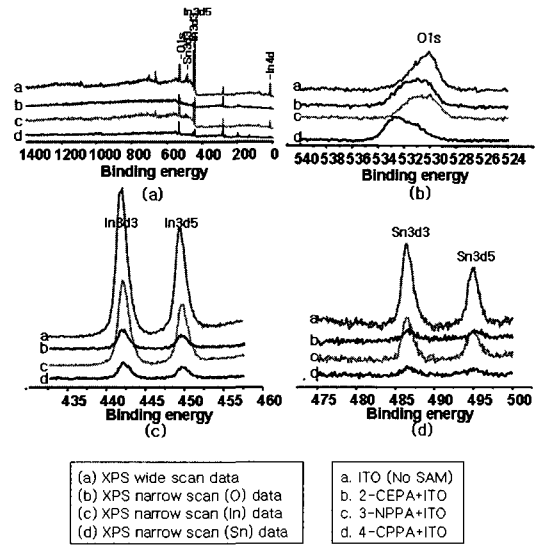 In3d5
O1s
Sn3d3
In3d3
In4d
a
b
c
d
1400 1200 1000 800 600 400 200 0
Binding energy
(a)
O1s
a
b
c
d
540 538 536 534 532 530 528 526 524
Binding energy
(b)
In3d3 In3d5
a
b
c
d
435 440 445 450 455 460
Binding energy
(c)
Sn3d3
Sn3d5
a
b
c
d
475 480 485 490 495 500
Binding energy
(d)
(a) XPS wide scan data
(b) XPS narrow scan (O) data
(c) XPS narrow scan (In) data
(d) XPS narrow scan (Sn) data
a. ITO (No SAM)
b. 2-CEPA+ITO
c. 3-NPPA+ITO
d. 4-CPPA+ITO